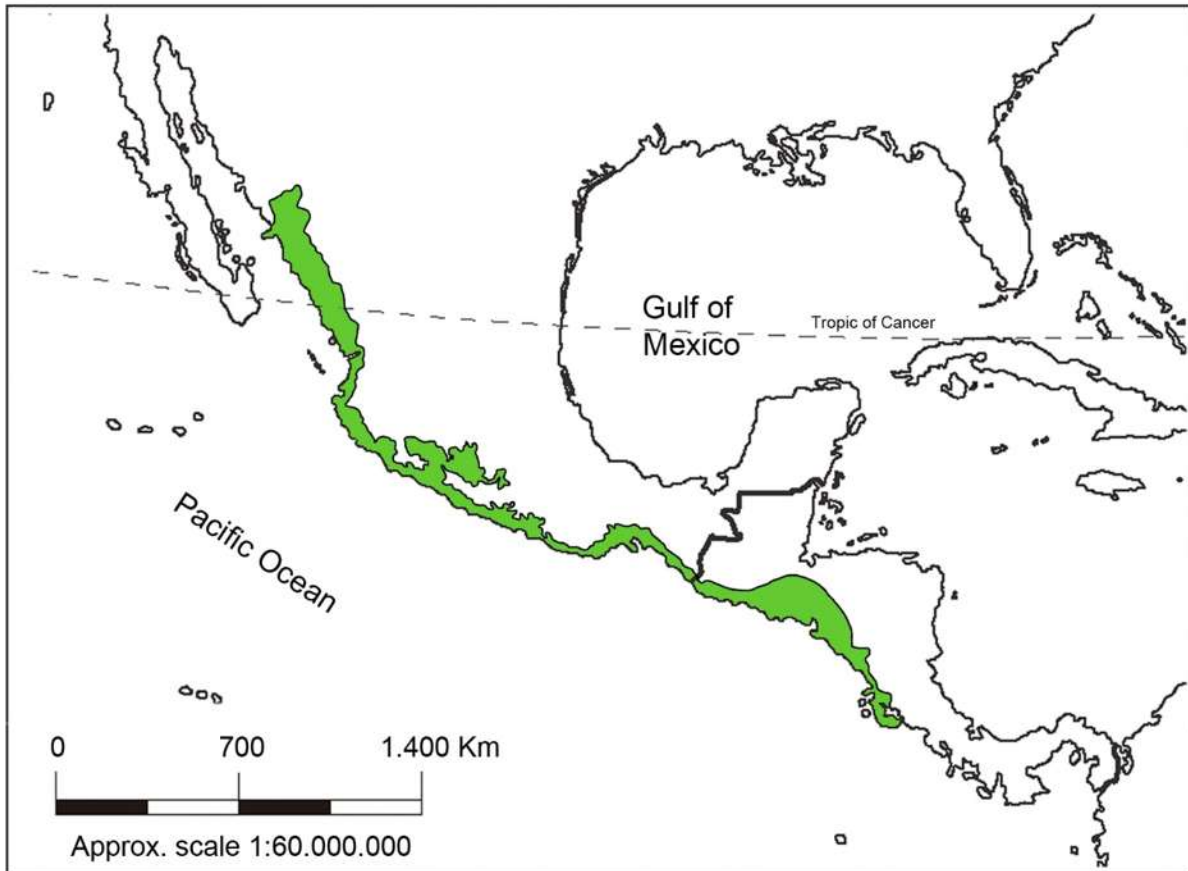 Gulf of
Mexico
Tropic of Cancer
Pacific Ocean
0 700 1.400 Km
Approx. scale 1:60.000.000